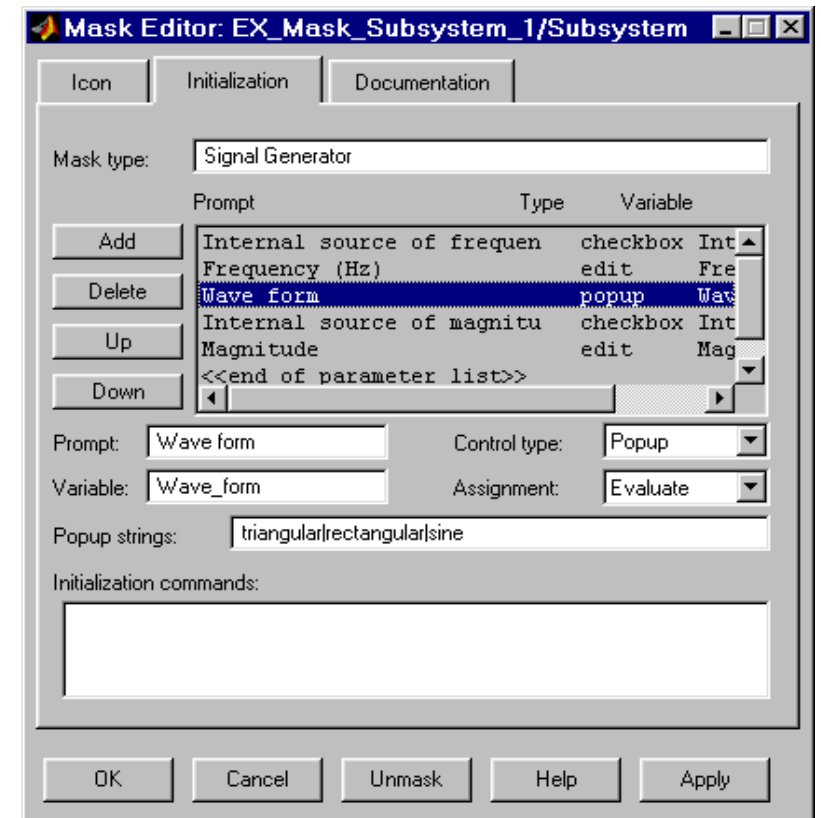 Mask Editor: EX_Mask_Subsystem_1/Subsystem
Icon Initialization Documentation
Mask type: Signal Generator
Prompt Type Variable
Add
Delete
Up
Down
Internal source of frequen checkbox Int
Frequency (Hz) edit Fre
Wave form popup Wav
Internal source of magnitu checkbox Int
Magnitude edit Mag
<<end of parameter list>>
Prompt: Wave form Control type: Popup
Variable: Wave_form Assignment: Evaluate
Popup strings: triangular|rectangular|sine
Initialization commands:
OK Cancel Unmask Help Apply